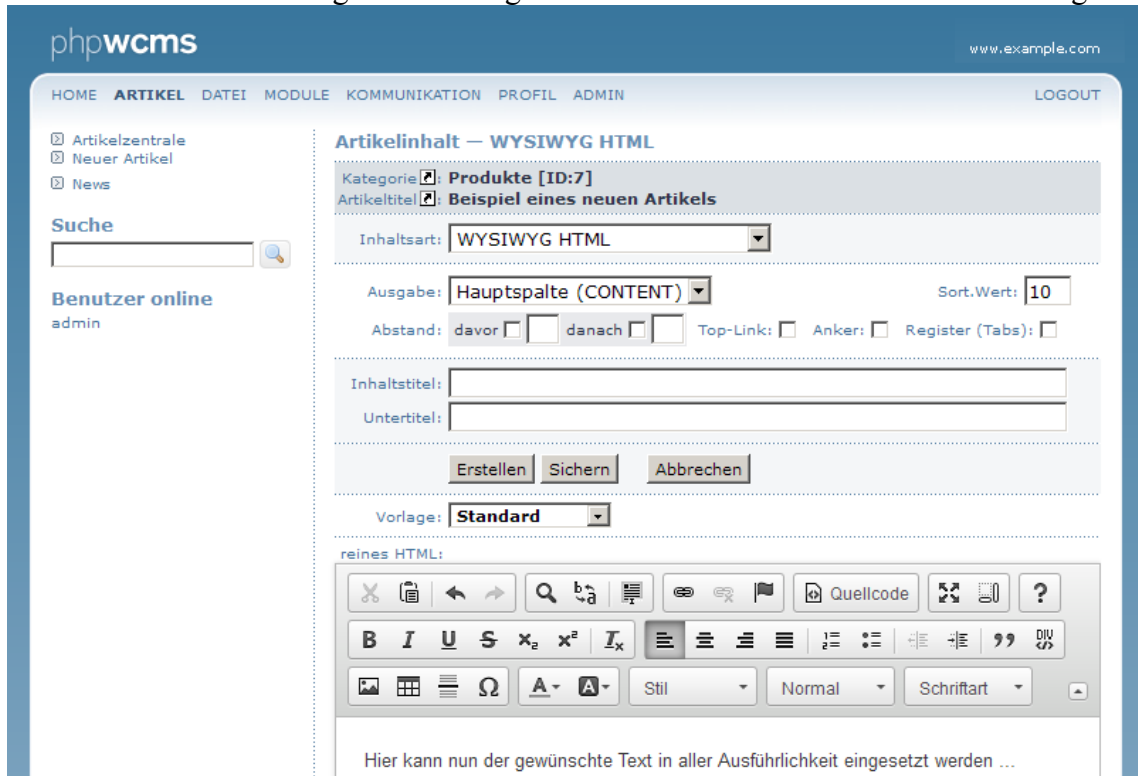 phpwcms
www.example.com
HOME ARTIKEL DATEI MODULE KOMMUNIKATION PROFIL ADMIN LOGOUT
Artikelzentrale
Neuer Artikel
News
Suche
Benutzer online
admin
Artikelinhalt — WYSIWYG HTML
Kategorie: Produkte [ID:7]
Artikeltitel: Beispiel eines neuen Artikels
Inhaltsart: WYSIWYG HTML
Ausgabe: Hauptspalte (CONTENT) Sort.Wert: 10
Abstand: davor danach Top-Link: Anker: Register (Tabs):
Inhaltstitel:
Untertitel:
Erstellen Sichern Abbrechen
Vorlage: Standard
reines HTML:
Quellcode ?
B I U S x₂ x² Iₓ DIV
Ω A A Stil Normal Schriftart
Hier kann nun der gewünschte Text in aller Ausführlichkeit eingesetzt werden ...